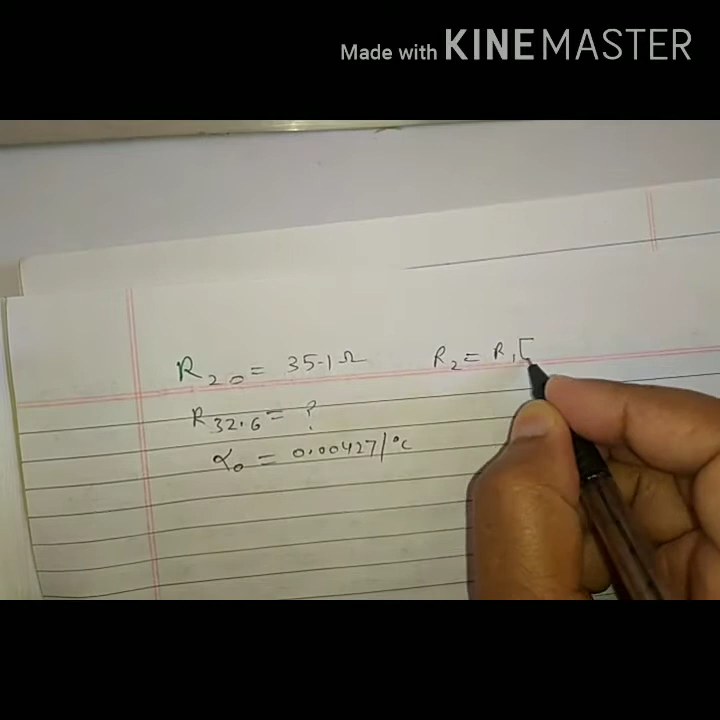 Made with KINEMASTER
R₂₀ = 35.1 Ω
R₂ = R₁ [
R₃₂.₆ = ?
α₀ = 0.00427/°C